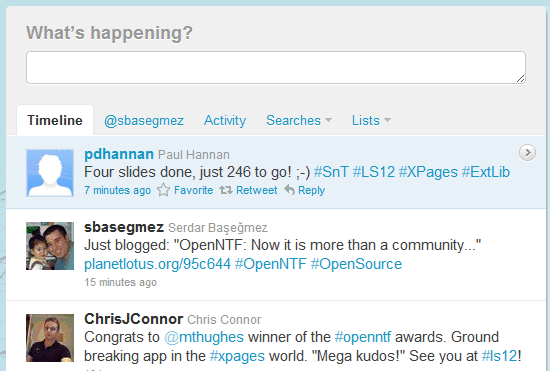 What's happening?
Timeline @sbasegmez Activity Searches Lists
pdhannan Paul Hannan
Four slides done, just 246 to go! ;-) #SnT #LS12 #XPages #ExtLib
7 minutes ago Favorite Retweet Reply
sbasegmez Serdar Başeğmez
Just blogged: "OpenNTF: Now it is more than a community..."
planetlotus.org/95c644 #OpenNTF #OpenSource
15 minutes ago
ChrisJConnor Chris Connor
Congrats to @mthughes winner of the #openntf awards. Ground
breaking app in the #xpages world. "Mega kudos!" See you at #ls12!